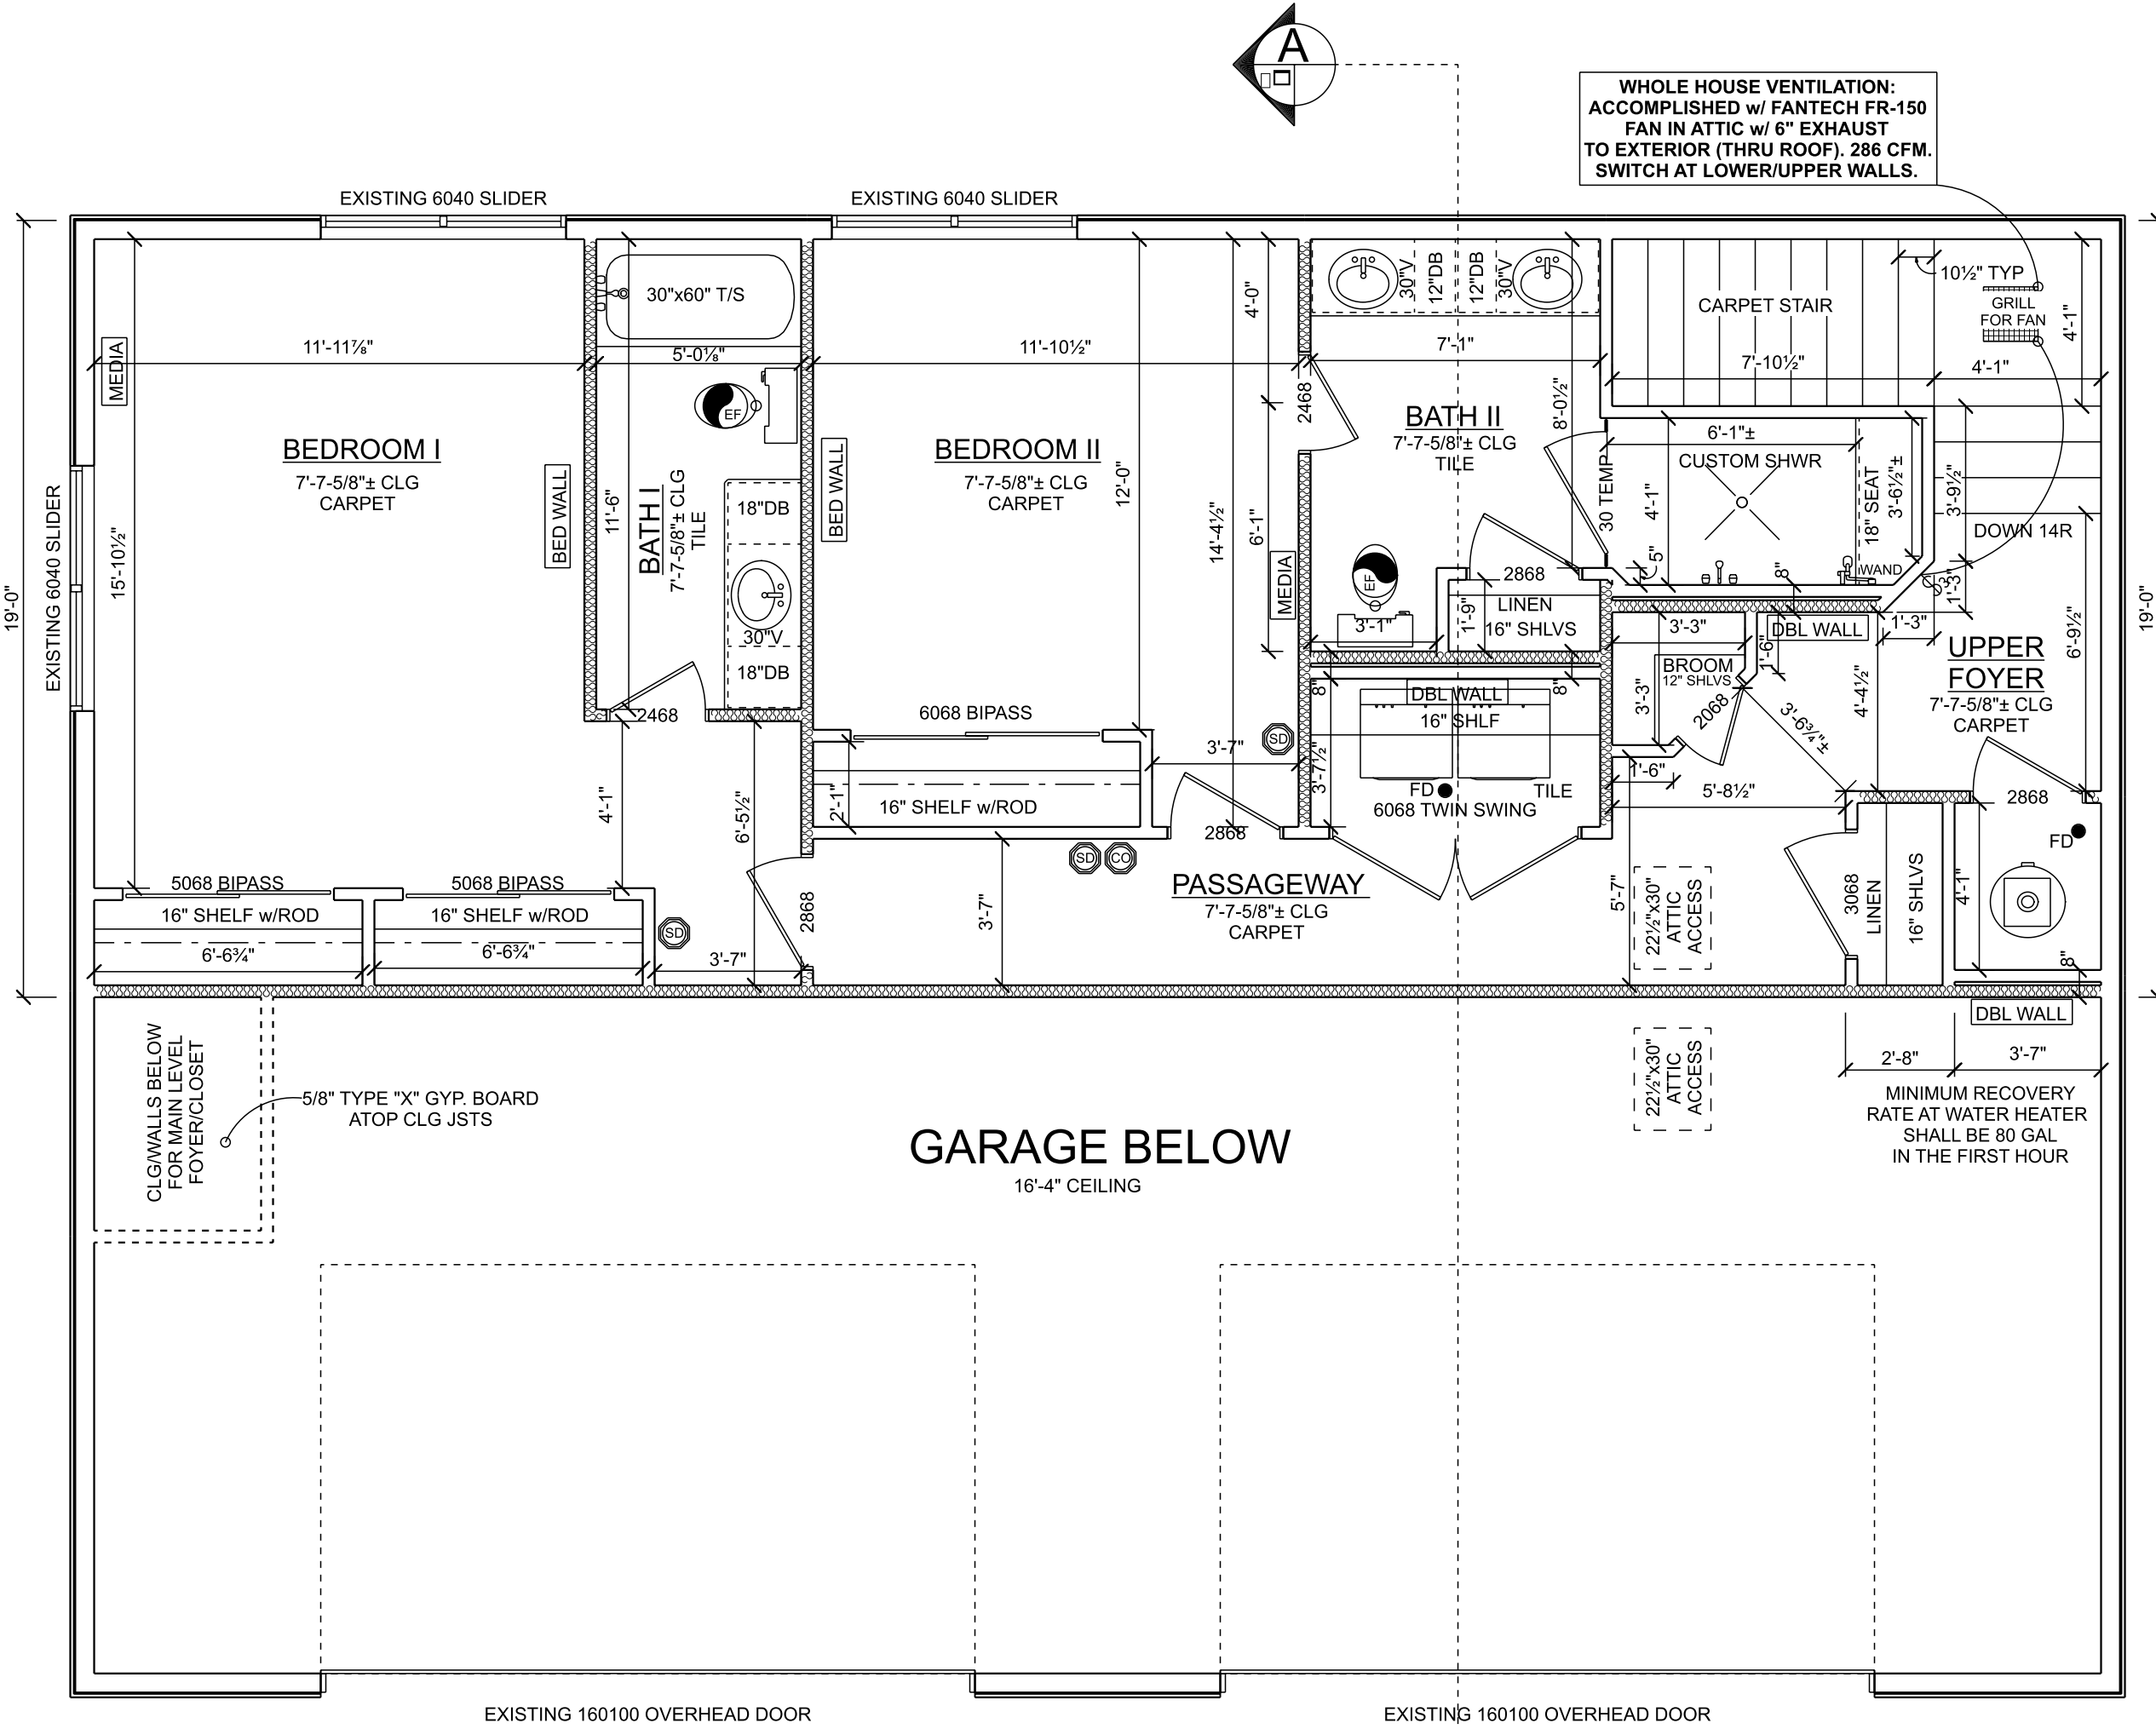 A
WHOLE HOUSE VENTILATION:
ACCOMPLISHED w/ FANTECH FR-150
FAN IN ATTIC w/ 6" EXHAUST
TO EXTERIOR (THRU ROOF). 286 CFM.
SWITCH AT LOWER/UPPER WALLS.
EXISTING 6040 SLIDER
EXISTING 6040 SLIDER
19'-0"
EXISTING 6040 SLIDER
MEDIA
11'-11⅞"
15'-10½"
BEDROOM I
7'-7-5/8"± CLG
CARPET
BED WALL
30"x60" T/S
5'-0⅛"
EF
11'-6"
BATH I
7'-7-5/8"± CLG
TILE
18"DB
30"V
18"DB
2468
4'-1"
6'-5½"
BED WALL
11'-10½"
BEDROOM II
7'-7-5/8"± CLG
CARPET
12'-0"
14'-4½"
4'-0"
6'-1"
MEDIA
6068 BIPASS
SD
3'-7"
2'-1"
16" SHELF w/ROD
2868
30"V
12"DB
12"DB
30"V
7'-1"
2468
8'-0½"
BATH II
7'-7-5/8"± CLG
TILE
EF
3'-1"
1'-9"
2868
LINEN
16" SHLVS
8"
8"
DBL WALL
16" SHLF
3'-7½"
FD
TILE
6068 TWIN SWING
CARPET STAIR
10½" TYP
GRILL
FOR FAN
4'-1"
7'-10½"
4'-1"
6'-1"±
CUSTOM SHWR
30 TEMP
4'-1"
18" SEAT
3'-6½"±
3'-9½"
DOWN 14R
5"
8"
WAND
3"
1'-3"
1'-3"
3'-3"
DBL WALL
1'-6"
BROOM
12" SHLVS
3'-3"
2068
3'-6¾"±
4'-4½"
UPPER
FOYER
7'-7-5/8"± CLG
CARPET
6'-9½"
19'-0"
1'-6"
5'-8½"
2868
FD
5068 BIPASS
5068 BIPASS
16" SHELF w/ROD
16" SHELF w/ROD
6'-6¾"
6'-6¾"
SD
3'-7"
2868
3'-7"
SD
CO
PASSAGEWAY
7'-7-5/8"± CLG
CARPET
5'-7"
22½"x30"
ATTIC
ACCESS
3068
LINEN
16" SHLVS
4'-1"
8"
DBL WALL
CLG/WALLS BELOW
FOR MAIN LEVEL
FOYER/CLOSET
5/8" TYPE "X" GYP. BOARD
ATOP CLG JSTS
22½"x30"
ATTIC
ACCESS
2'-8"
3'-7"
MINIMUM RECOVERY
RATE AT WATER HEATER
SHALL BE 80 GAL
IN THE FIRST HOUR
GARAGE BELOW
16'-4" CEILING
EXISTING 160100 OVERHEAD DOOR
EXISTING 160100 OVERHEAD DOOR